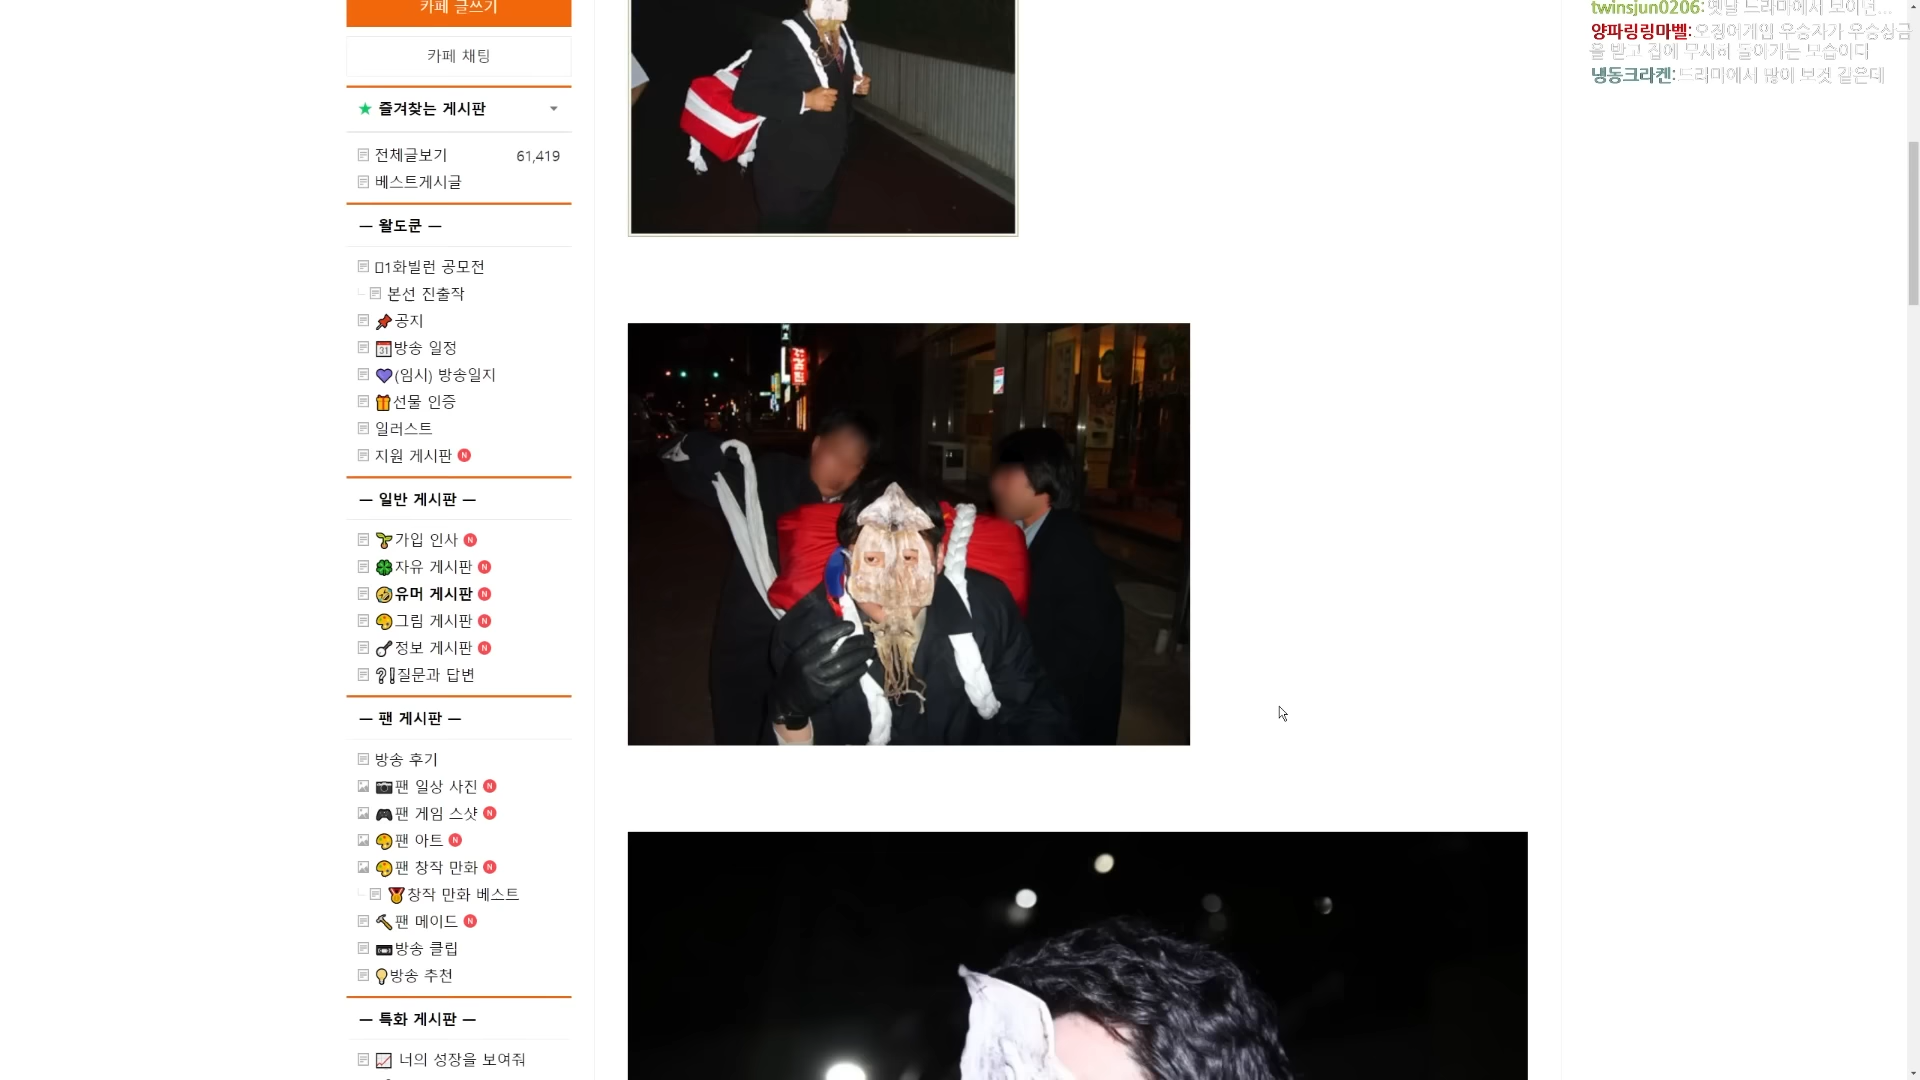 카페 글쓰기
카페 채팅
즐겨찾는 게시판
전체글보기 61,419
베스트게시글
— 왈도쿤 —
1화빌런 공모전
본선 진출작
공지
방송 일정
(임시) 방송일지
선물 인증
일러스트
지원 게시판 N
— 일반 게시판 —
가입 인사 N
자유 게시판 N
유머 게시판 N
그림 게시판 N
정보 게시판 N
질문과 답변
— 팬 게시판 —
방송 후기
팬 일상 사진 N
팬 게임 스샷 N
팬 아트 N
팬 창작 만화 N
창작 만화 베스트
팬 메이드 N
방송 클립
방송 추천
— 특화 게시판 —
너의 성장을 보여줘
twinsjun0206: 옛날 드라마에서 보이던...
양파링링마벨: 오징어게임 우승자가 우승상금
을 받고 집에 무사히 돌아가는 모습이다
냉동크라켄: 드라마에서 많이 보것 같은데